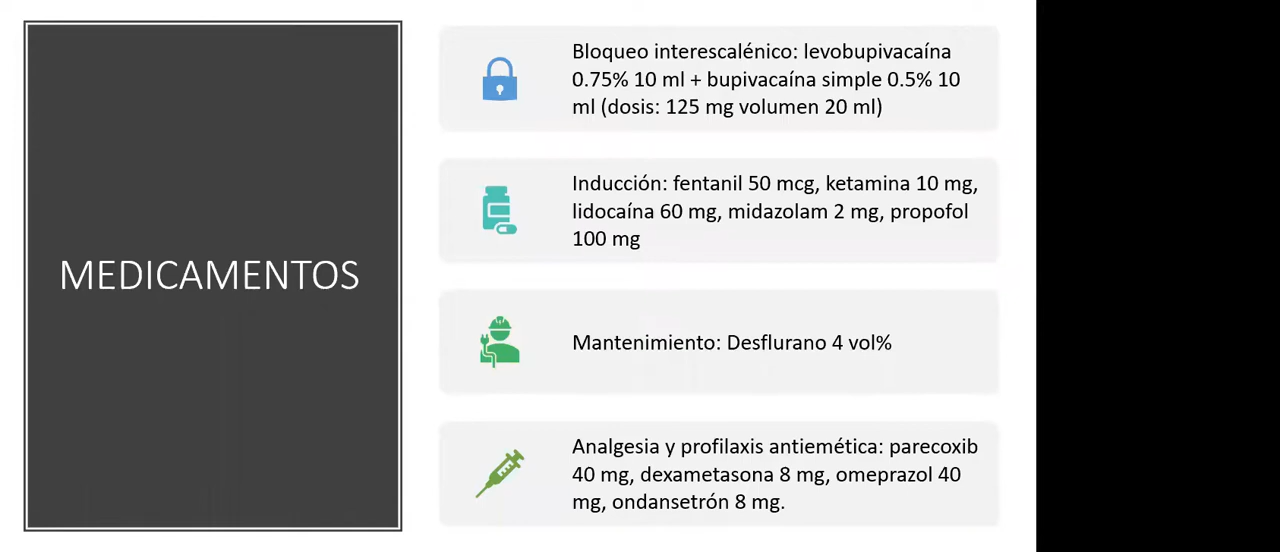 MEDICAMENTOS
Bloqueo interescalénico: levobupivacaína
0.75% 10 ml + bupivacaína simple 0.5% 10
ml (dosis: 125 mg volumen 20 ml)
Inducción: fentanil 50 mcg, ketamina 10 mg,
lidocaína 60 mg, midazolam 2 mg, propofol
100 mg
Mantenimiento: Desflurano 4 vol%
Analgesia y profilaxis antiemética: parecoxib
40 mg, dexametasona 8 mg, omeprazol 40
mg, ondansetrón 8 mg.